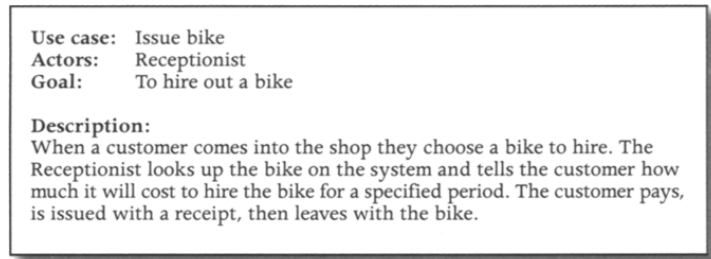 Use case: Issue bike
Actors: Receptionist
Goal: To hire out a bike
Description:
When a customer comes into the shop they choose a bike to hire. The
Receptionist looks up the bike on the system and tells the customer how
much it will cost to hire the bike for a specified period. The customer pays,
is issued with a receipt, then leaves with the bike.